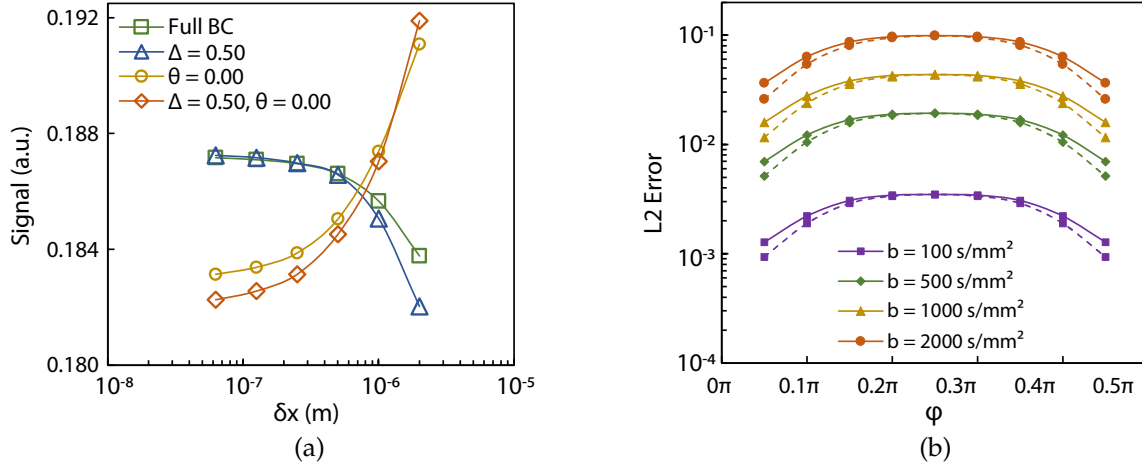 0.192
0.188
0.184
0.180
Signal (a.u.)
Full BC
Δ = 0.50
θ = 0.00
Δ = 0.50, θ = 0.00
10⁻⁸
10⁻⁷
10⁻⁶
10⁻⁵
δx (m)
(a)
10⁻¹
10⁻²
10⁻³
10⁻⁴
L2 Error
b = 100 s/mm²
b = 500 s/mm²
b = 1000 s/mm²
b = 2000 s/mm²
0π
0.1π
0.2π
0.3π
0.4π
0.5π
φ
(b)